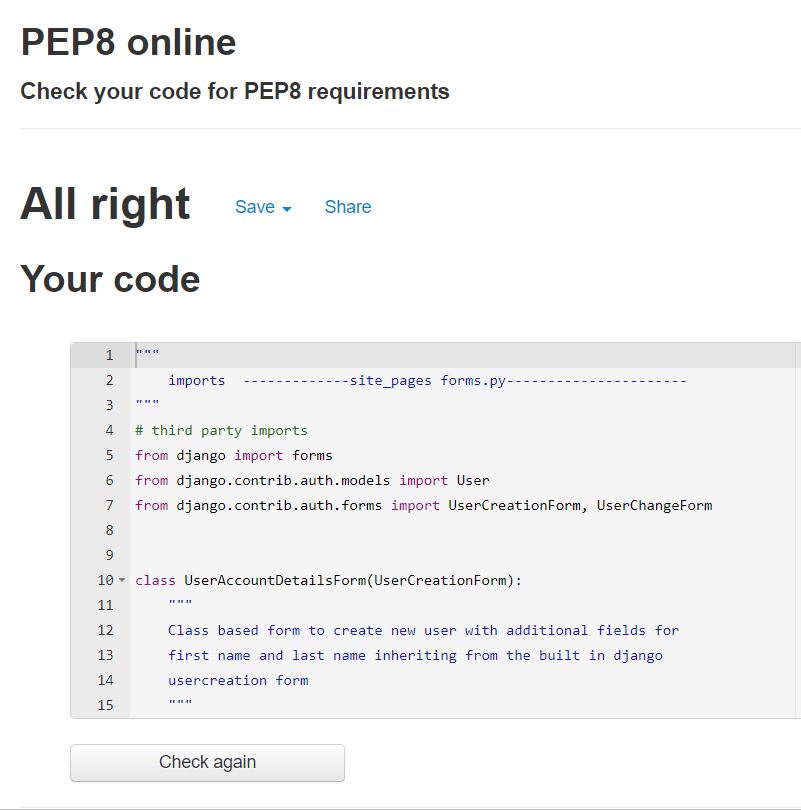 PEP8 online
Check your code for PEP8 requirements
All right Save Share
Your code
1 """
2 imports -------------site_pages forms.py----------------------
3 """
4 # third party imports
5 from django import forms
6 from django.contrib.auth.models import User
7 from django.contrib.auth.forms import UserCreationForm, UserChangeForm
8
9
10 class UserAccountDetailsForm(UserCreationForm):
11 """
12 Class based form to create new user with additional fields for
13 first name and last name inheriting from the built in django
14 usercreation form
15 """
Check again